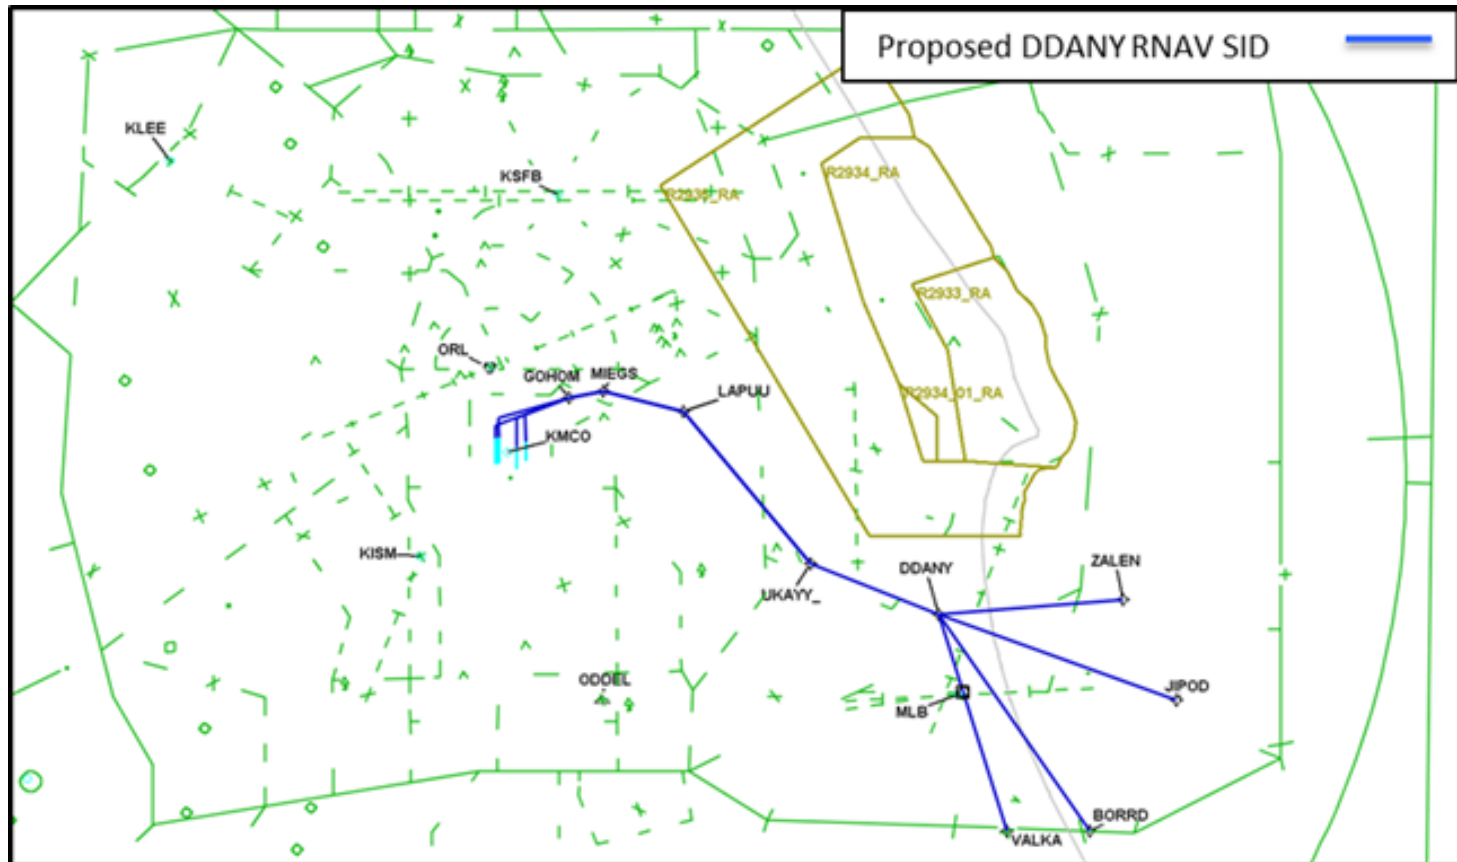 Proposed DDANY RNAV SID
KLEE
KSFB
R2935_RA
R2934_RA
R2933_RA
ORL
GOHOM
MIEGS
LAPUU
R2934_01_RA
KMCO
KISM
UKAYY_
DDANY
ZALEN
ODDEL
MLB
JIPOD
VALKA
BORRD